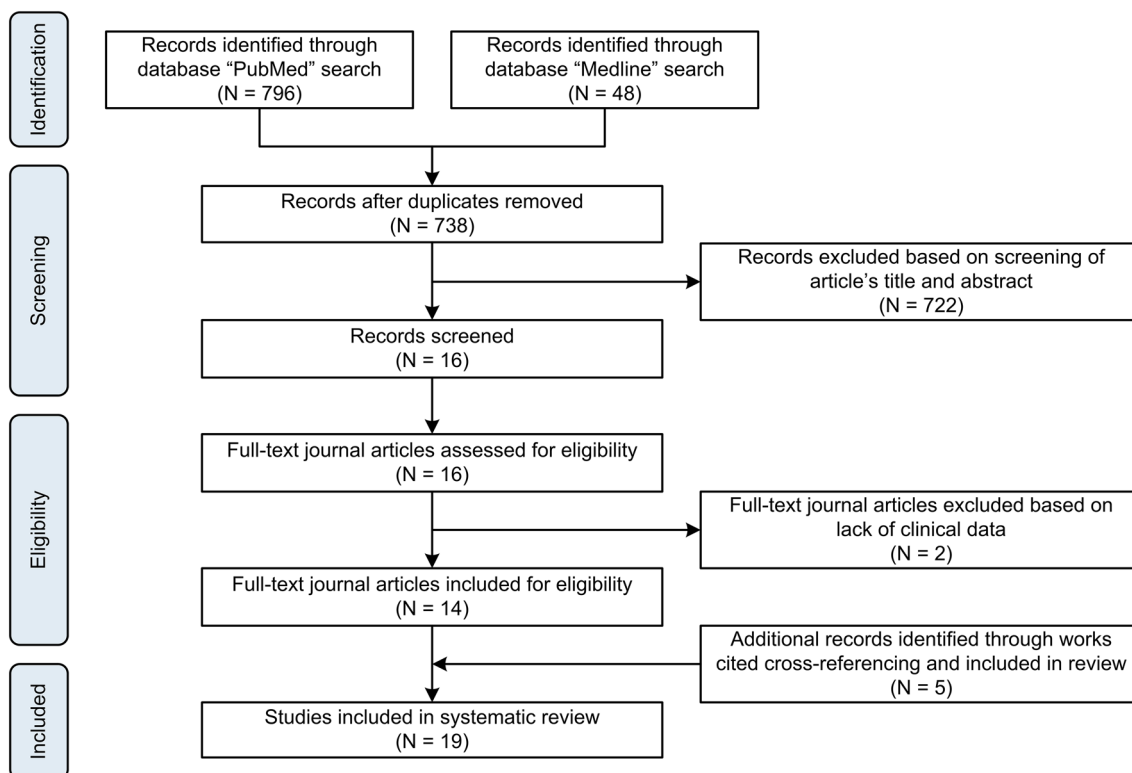 Identification
Records identified through
database “PubMed” search
(N = 796)
Records identified through
database “Medline” search
(N = 48)
Screening
Records after duplicates removed
(N = 738)
Records excluded based on screening of
article’s title and abstract
(N = 722)
Records screened
(N = 16)
Eligibility
Full-text journal articles assessed for eligibility
(N = 16)
Full-text journal articles excluded based on
lack of clinical data
(N = 2)
Full-text journal articles included for eligibility
(N = 14)
Additional records identified through works
cited cross-referencing and included in review
(N = 5)
Included
Studies included in systematic review
(N = 19)